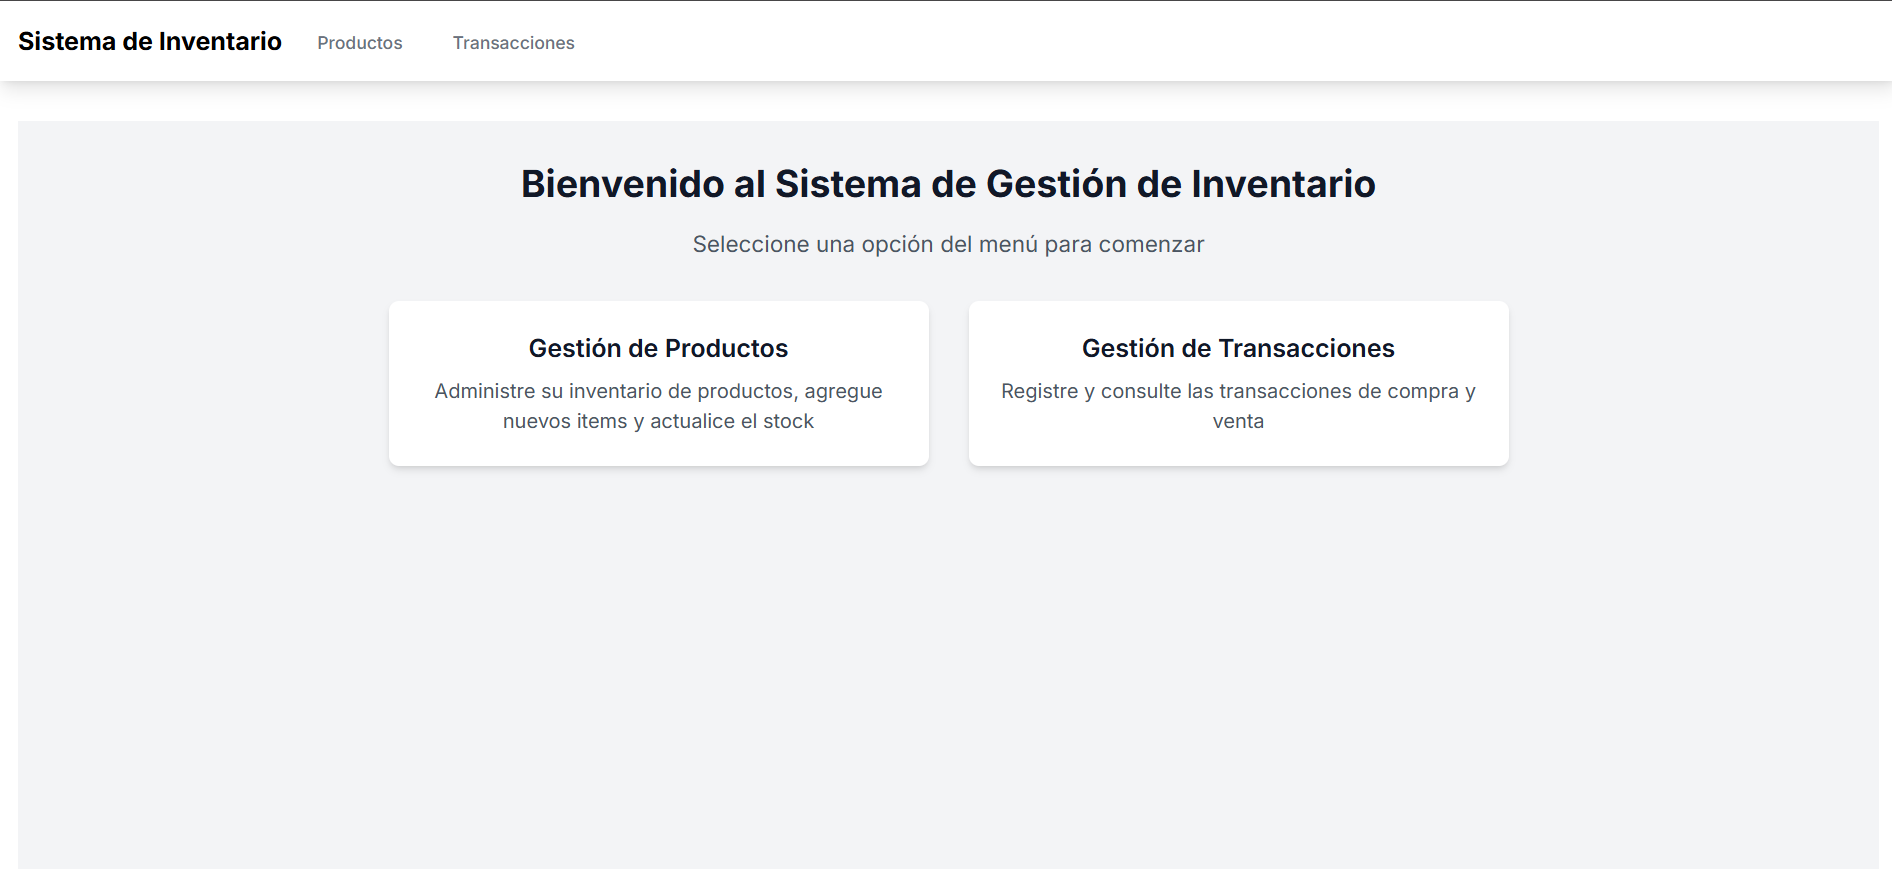 Sistema de Inventario
Productos
Transacciones
Bienvenido al Sistema de Gestión de Inventario
Seleccione una opción del menú para comenzar
Gestión de Productos
Administre su inventario de productos, agregue
nuevos items y actualice el stock
Gestión de Transacciones
Registre y consulte las transacciones de compra y
venta